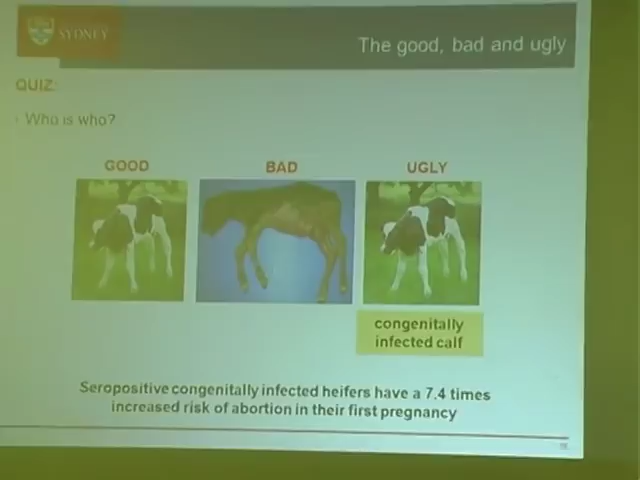 SYDNEY
The good, bad and ugly
QUIZ:
› Who is who?
GOOD BAD UGLY
congenitally
infected calf
Seropositive congenitally infected heifers have a 7.4 times
increased risk of abortion in their first pregnancy